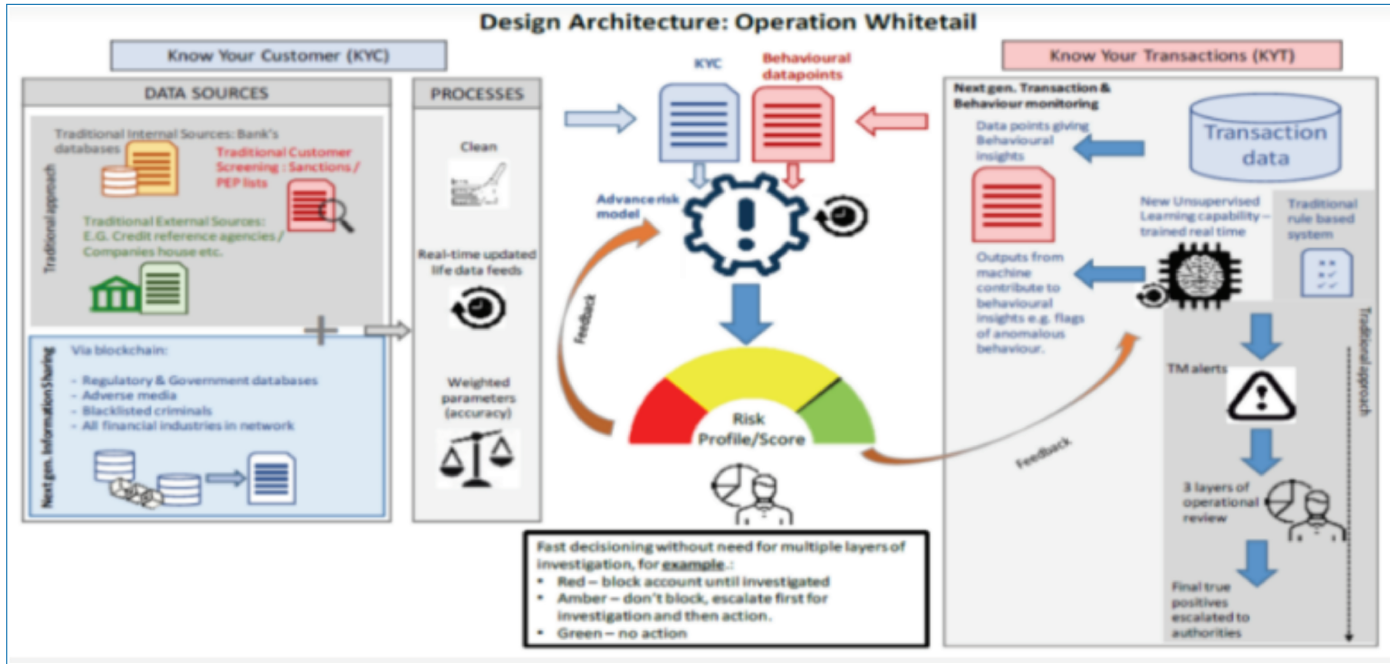 Design Architecture: Operation Whitetail
Know Your Customer (KYC)
DATA SOURCES
Traditional approach
Traditional Internal Sources: Bank's
databases
Traditional Customer
Screening : Sanctions /
PEP lists
Traditional External Sources:
E.G. Credit reference agencies /
Companies house etc.
Next gen. Information Sharing
Via blockchain:
- Regulatory & Government databases
- Adverse media
- Blacklisted criminals
- All financial industries in network
PROCESSES
Clean
Real-time updated
life data feeds
Weighted
parameters
(accuracy)
KYC
Behavioural
datapoints
Advance risk
model
Feedback
Risk
Profile/Score
Feedback
Fast decisioning without need for multiple layers of
investigation, for example.:
• Red – block account until investigated
• Amber – don't block, escalate first for
investigation and then action.
• Green – no action
Know Your Transactions (KYT)
Next gen. Transaction &
Behaviour monitoring
Transaction
data
Data points giving
Behavioural
insights
New Unsupervised
Learning capability –
trained real time
Traditional
rule based
system
Outputs from
machine
contribute to
behavioural
insights e.g. flags
of anomalous
behaviour.
Traditional approach
TM alerts
3 layers of
operational
review
Final true
positives
escalated to
authorities